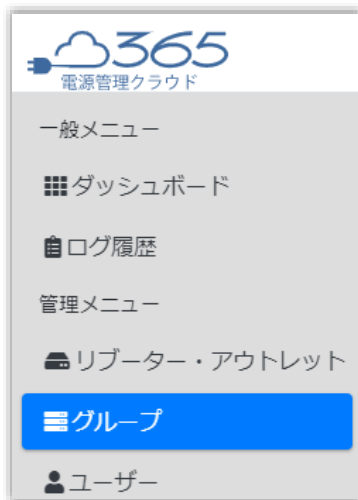 365
電源管理クラウド
一般メニュー
ダッシュボード
ログ履歴
管理メニュー
リブーター・アウトレット
グループ
ユーザー